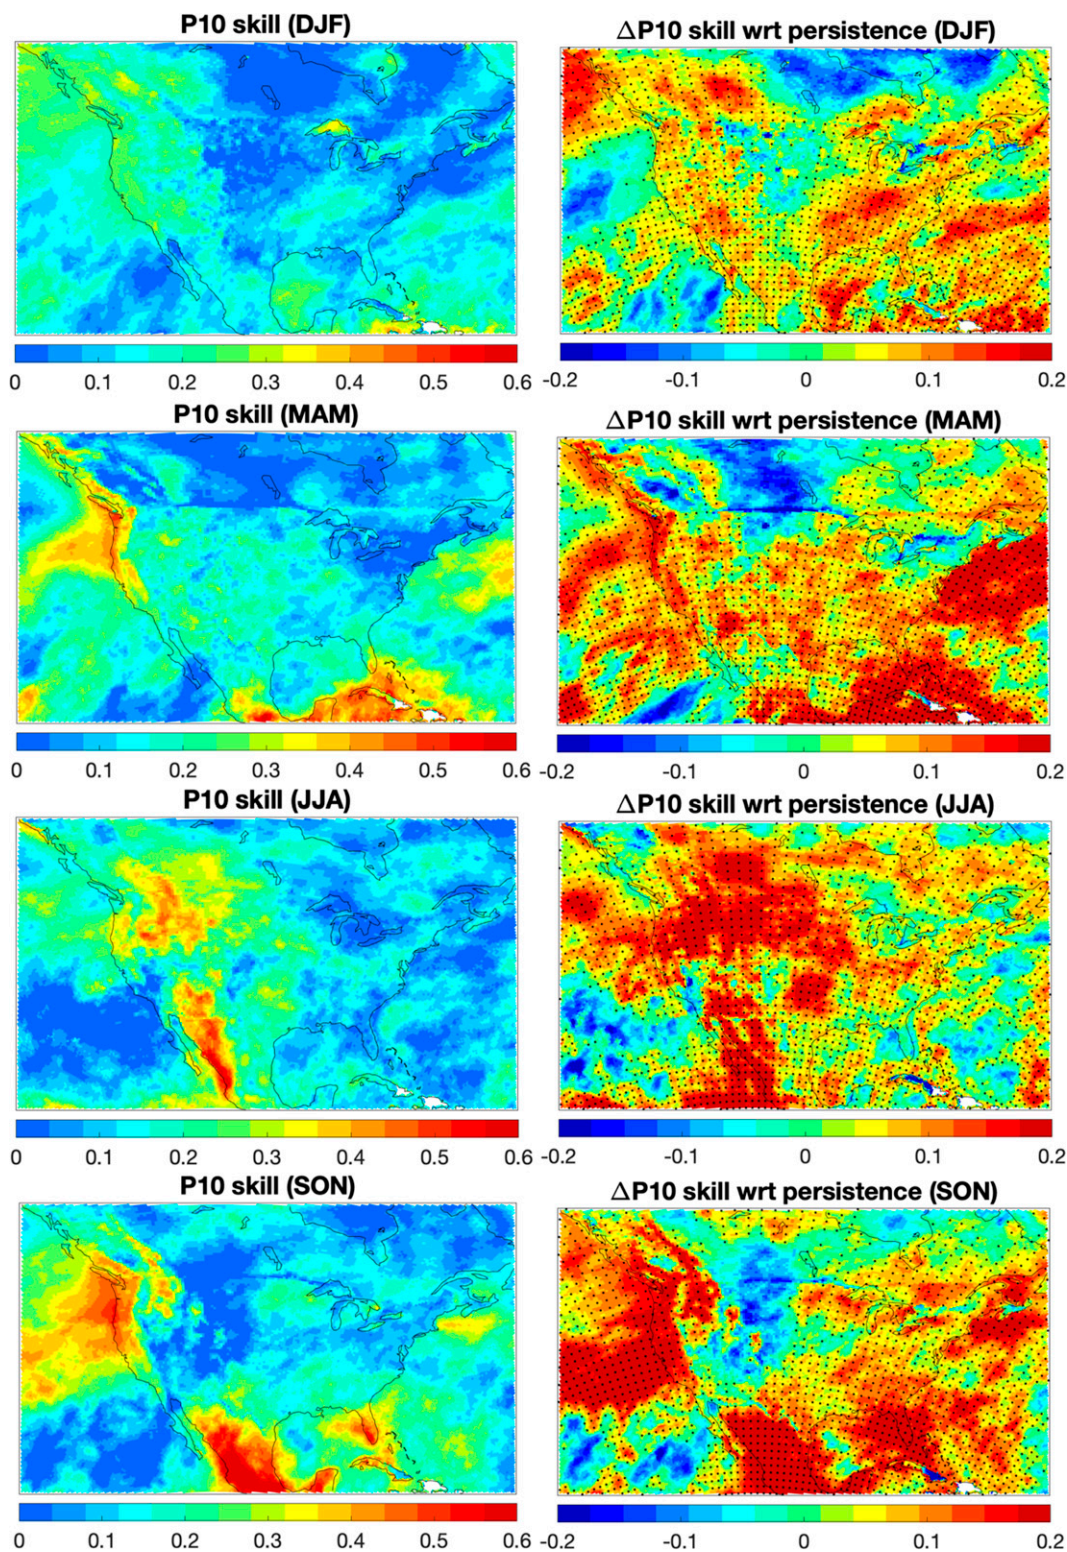 P10 skill (DJF)
△P10 skill wrt persistence (DJF)
0 0.1 0.2 0.3 0.4 0.5 0.6
-0.2 -0.1 0 0.1 0.2
P10 skill (MAM)
△P10 skill wrt persistence (MAM)
0 0.1 0.2 0.3 0.4 0.5 0.6
-0.2 -0.1 0 0.1 0.2
P10 skill (JJA)
△P10 skill wrt persistence (JJA)
0 0.1 0.2 0.3 0.4 0.5 0.6
-0.2 -0.1 0 0.1 0.2
P10 skill (SON)
△P10 skill wrt persistence (SON)
0 0.1 0.2 0.3 0.4 0.5 0.6
-0.2 -0.1 0 0.1 0.2